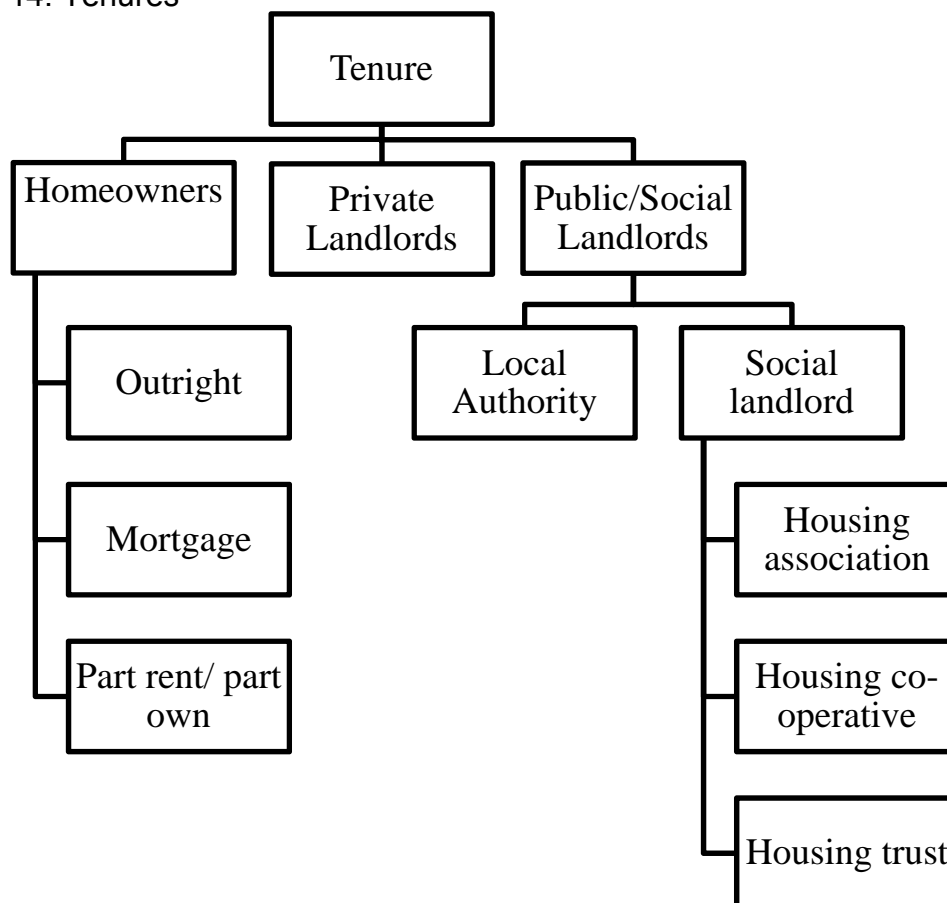 14. Tenures
Tenure
Homeowners
Private
Landlords
Public/Social
Landlords
Outright
Local
Authority
Social
landlord
Mortgage
Housing
association
Part rent/ part
own
Housing co-
operative
Housing trust